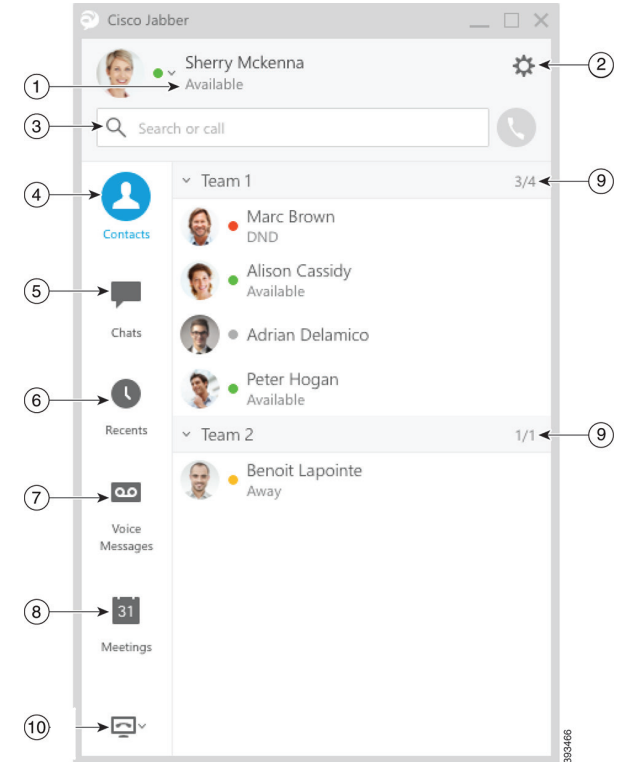 Cisco Jabber
Sherry Mckenna
2
1
Available
3
Search or call
4
Team 1
3/4
9
Contacts
Marc Brown
DND
5
Alison Cassidy
Available
Chats
Adrian Delamico
6
Peter Hogan
Available
Recents
Team 2
1/1
9
7
Benoit Lapointe
Away
Voice
Messages
8
31
Meetings
10
393466